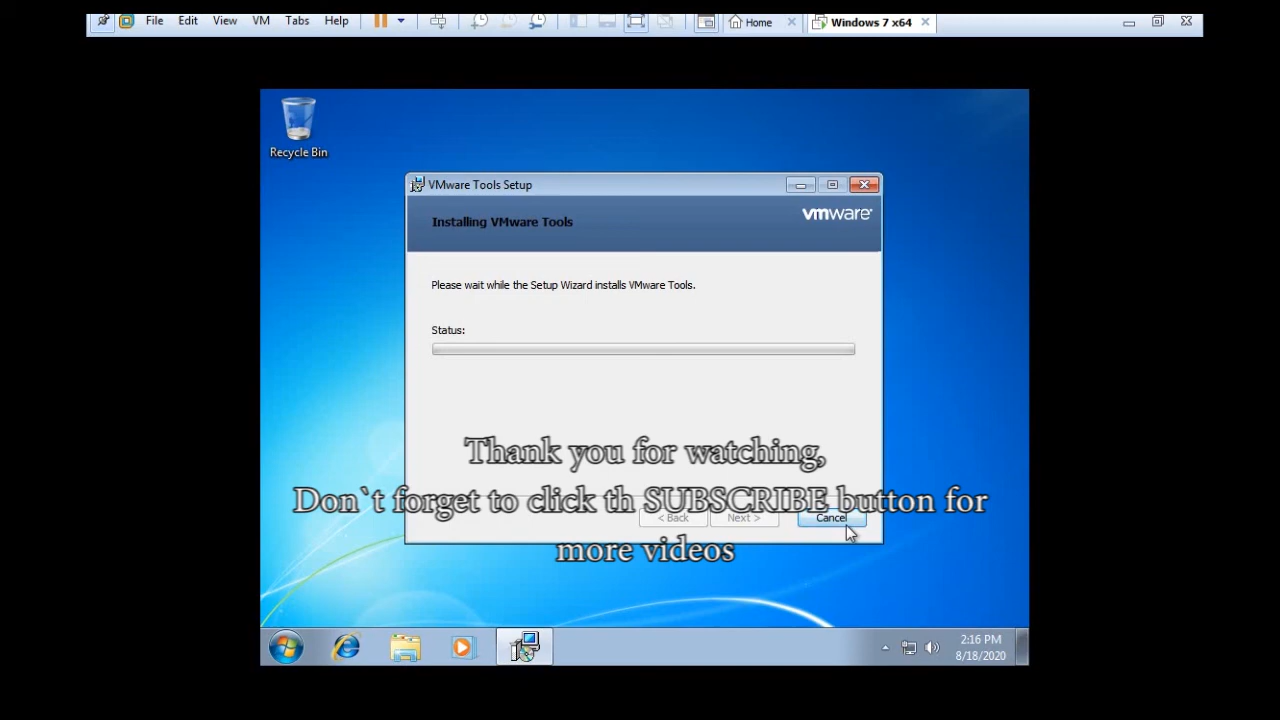 File Edit View VM Tabs Help Home Windows 7 x64
Recycle Bin
VMware Tools Setup
Installing VMware Tools
vmware
Please wait while the Setup Wizard installs VMware Tools.
Status:
Thank you for watching,
Don`t forget to click th SUBSCRIBE button for
more videos
< Back Next > Cancel
2:16 PM
8/18/2020